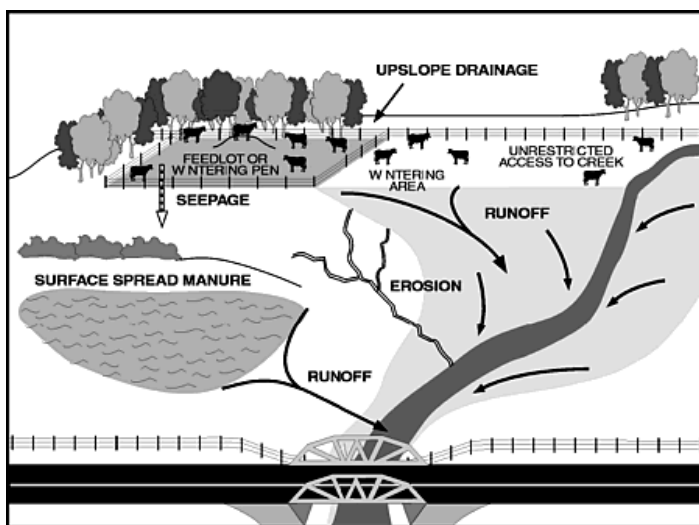 UPSLOPE DRAINAGE
FEEDLOT OR
WINTERING PEN
WINTERING
AREA
UNRESTRICTED
ACCESS TO CREEK
SEEPAGE
RUNOFF
EROSION
SURFACE SPREAD MANURE
RUNOFF